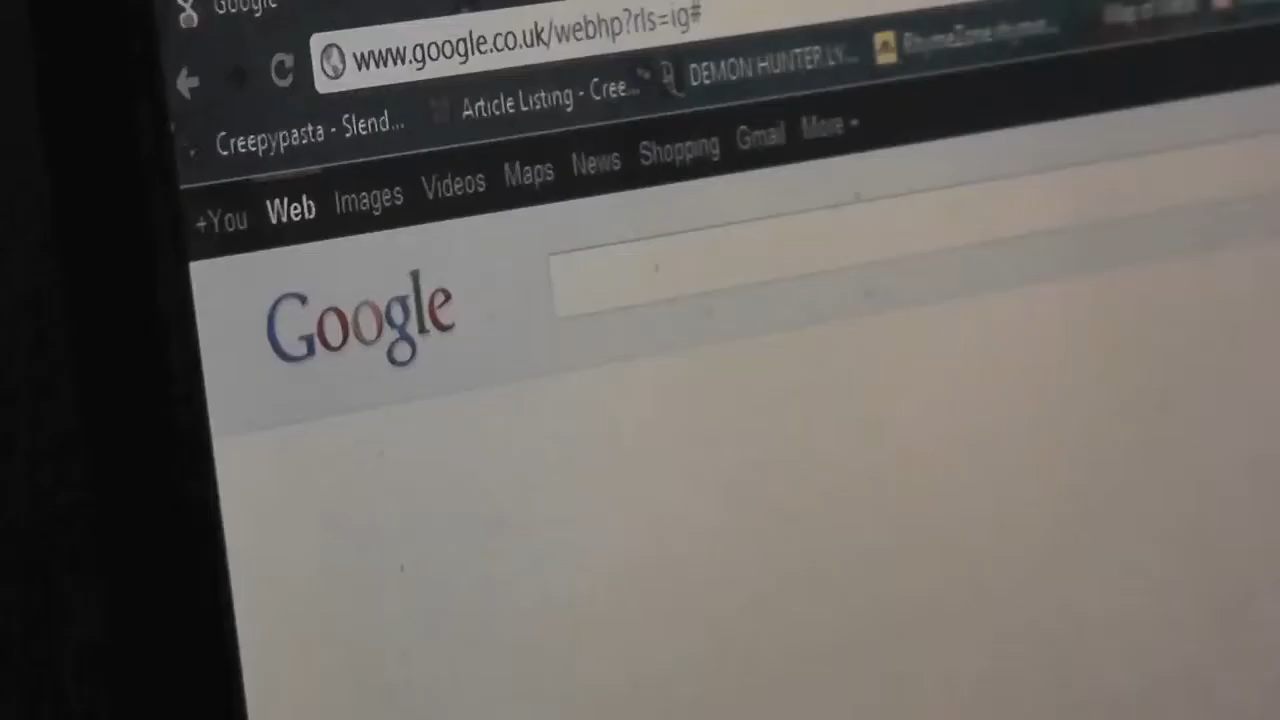 Google
www.google.co.uk/webhp?rls=ig#
Creepypasta - Slend... Article Listing - Cree... DEMON HUNTER LY... RhymeZone
+You Web Images Videos Maps News Shopping Gmail More
Google